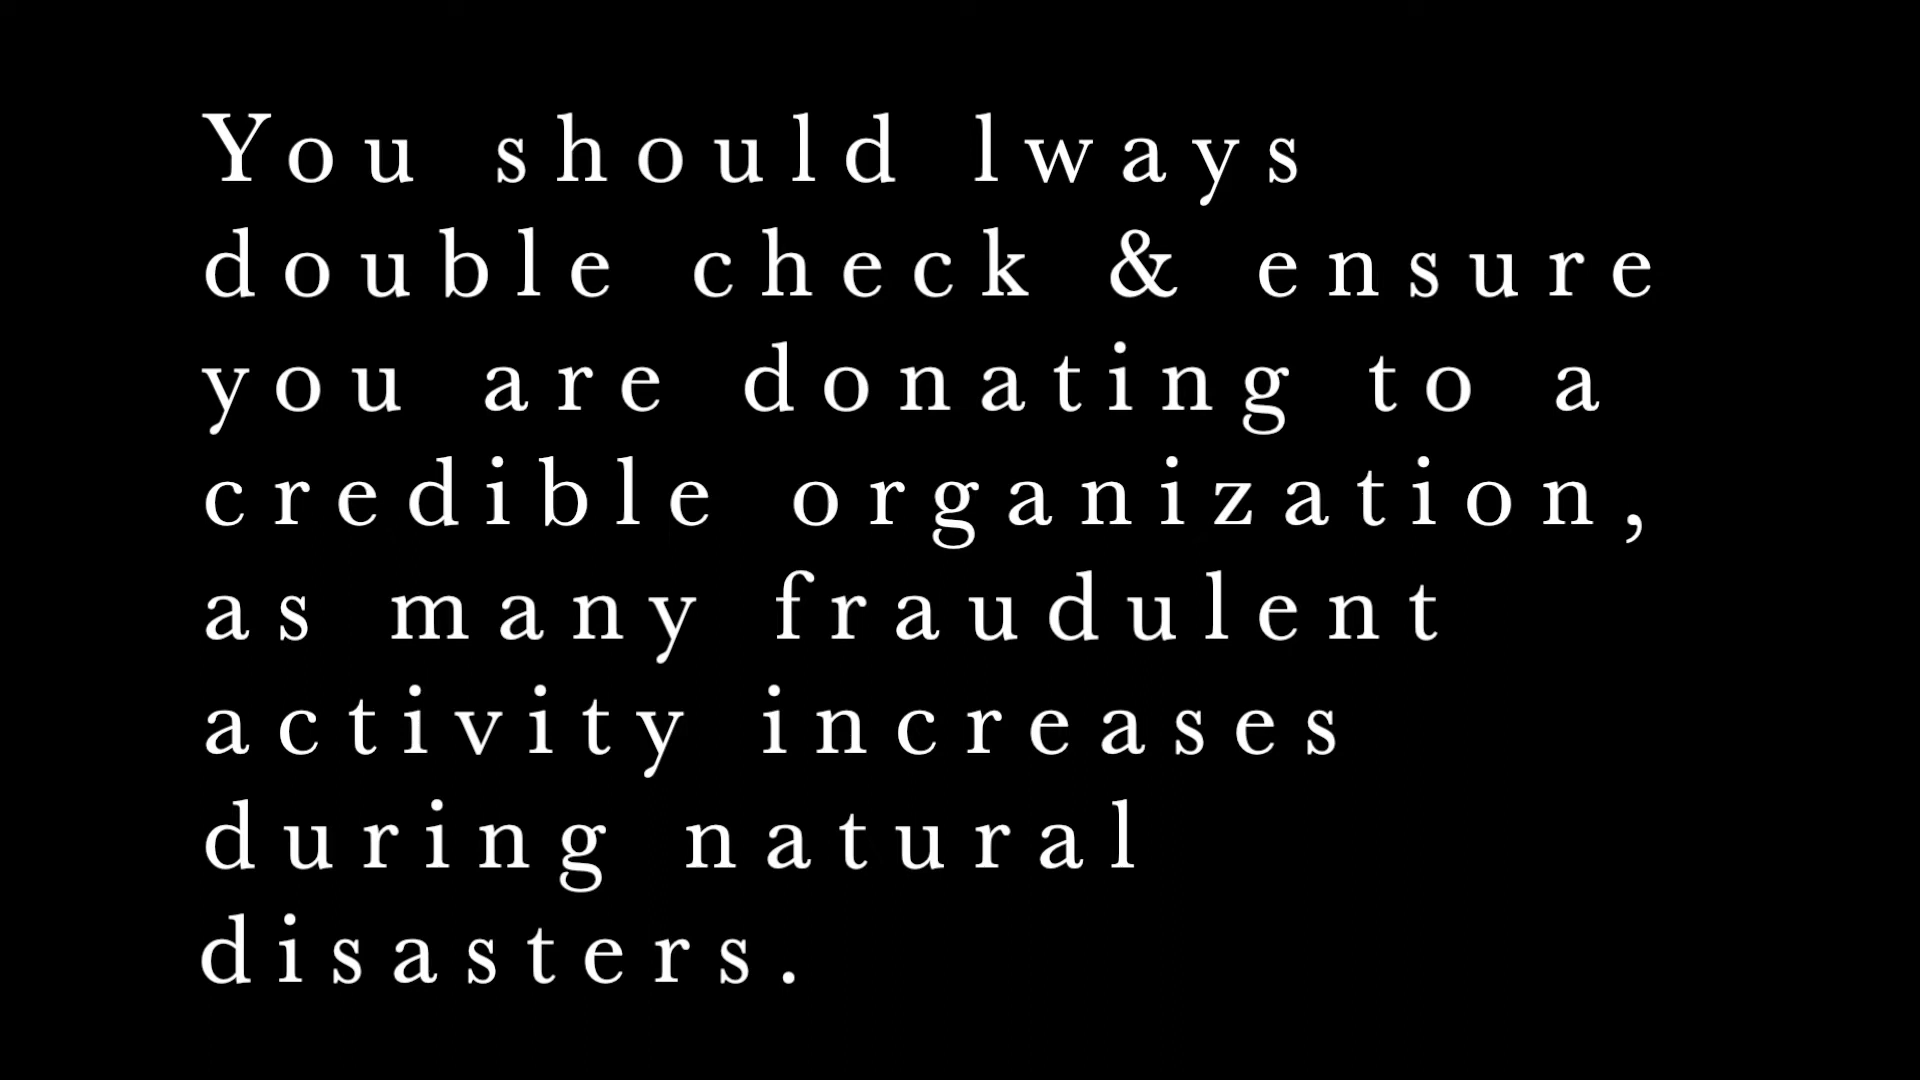 You should lways
double check & ensure
you are donating to a
credible organization,
as many fraudulent
activity increases
during natural
disasters.